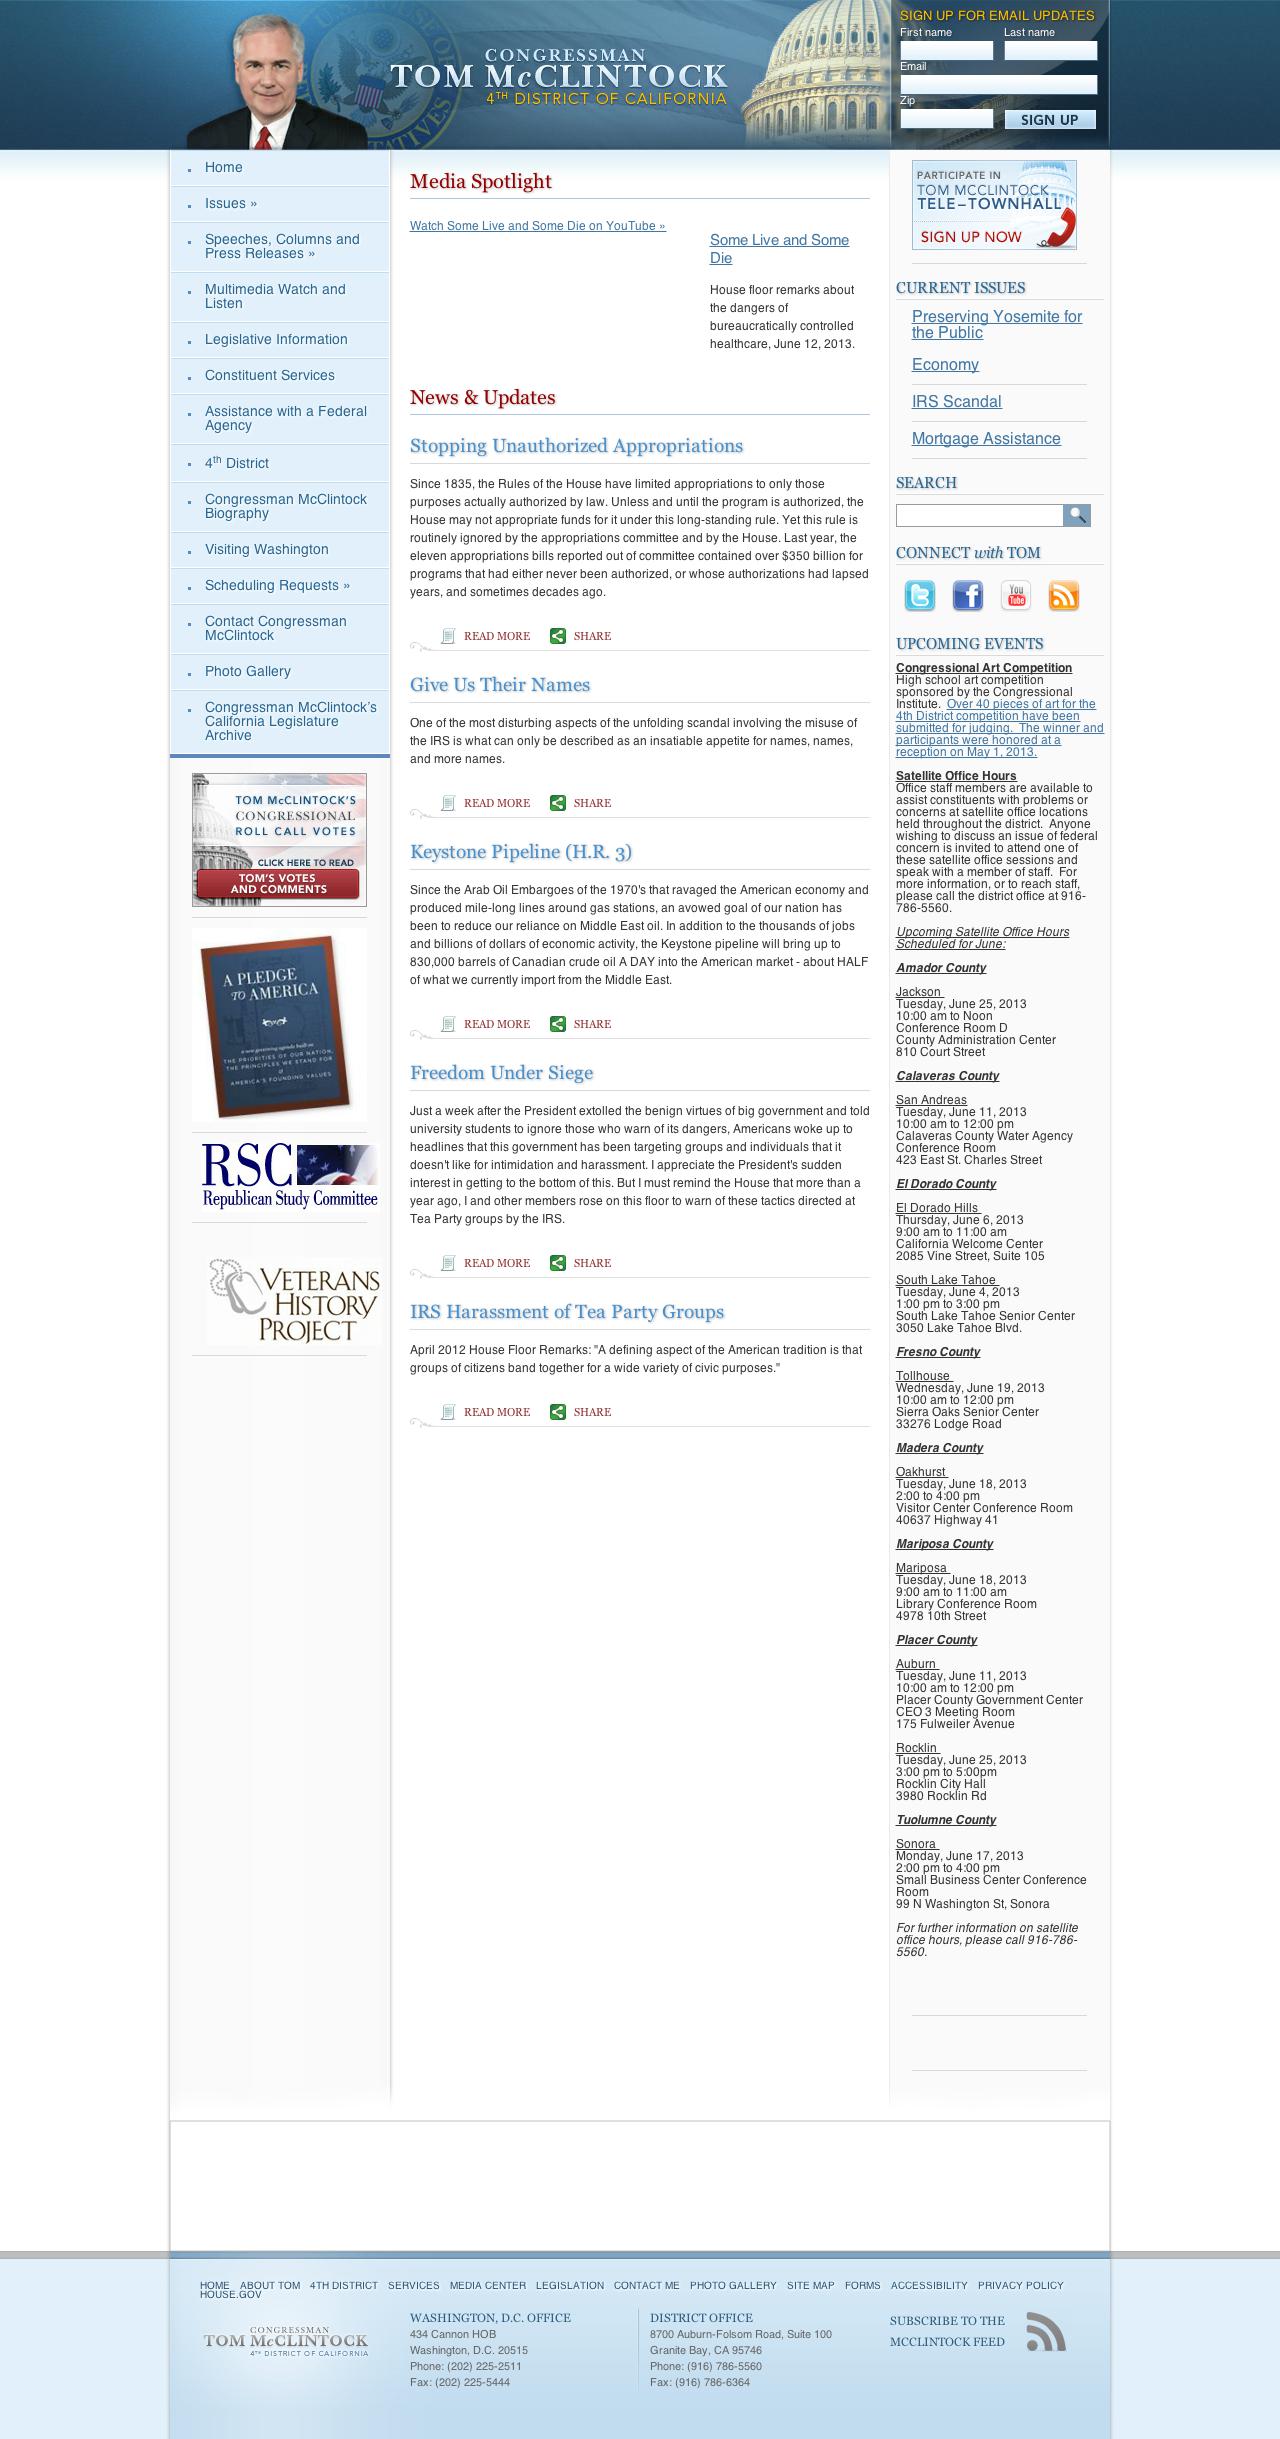 CONGRESSMAN
TOM McCLINTOCK
4TH DISTRICT OF CALIFORNIA
SIGN UP FOR EMAIL UPDATES
First name Last name
Email
Zip
SIGN UP
Home
Issues »
Speeches, Columns and
Press Releases »
Multimedia Watch and
Listen
Legislative Information
Constituent Services
Assistance with a Federal
Agency
4th District
Congressman McClintock
Biography
Visiting Washington
Scheduling Requests »
Contact Congressman
McClintock
Photo Gallery
Congressman McClintock's
California Legislature
Archive
TOM McCLINTOCK'S
CONGRESSIONAL
ROLL CALL VOTES
CLICK HERE TO READ
TOM'S VOTES
AND COMMENTS
A PLEDGE
TO AMERICA
a new governing agenda built on
THE PRIORITIES OF OUR NATION,
THE PRINCIPLES WE STAND FOR
&
AMERICA'S FOUNDING VALUES
RSC
Republican Study Committee
VETERANS
HISTORY
PROJECT
Media Spotlight
Watch Some Live and Some Die on YouTube »
Some Live and Some
Die
House floor remarks about
the dangers of
bureaucratically controlled
healthcare, June 12, 2013.
News & Updates
Stopping Unauthorized Appropriations
Since 1835, the Rules of the House have limited appropriations to only those
purposes actually authorized by law. Unless and until the program is authorized, the
House may not appropriate funds for it under this long-standing rule. Yet this rule is
routinely ignored by the appropriations committee and by the House. Last year, the
eleven appropriations bills reported out of committee contained over $350 billion for
programs that had either never been authorized, or whose authorizations had lapsed
years, and sometimes decades ago.
READ MORE SHARE
Give Us Their Names
One of the most disturbing aspects of the unfolding scandal involving the misuse of
the IRS is what can only be described as an insatiable appetite for names, names,
and more names.
READ MORE SHARE
Keystone Pipeline (H.R. 3)
Since the Arab Oil Embargoes of the 1970's that ravaged the American economy and
produced mile-long lines around gas stations, an avowed goal of our nation has
been to reduce our reliance on Middle East oil. In addition to the thousands of jobs
and billions of dollars of economic activity, the Keystone pipeline will bring up to
830,000 barrels of Canadian crude oil A DAY into the American market - about HALF
of what we currently import from the Middle East.
READ MORE SHARE
Freedom Under Siege
Just a week after the President extolled the benign virtues of big government and told
university students to ignore those who warn of its dangers, Americans woke up to
headlines that this government has been targeting groups and individuals that it
doesn't like for intimidation and harassment. I appreciate the President's sudden
interest in getting to the bottom of this. But I must remind the House that more than a
year ago, I and other members rose on this floor to warn of these tactics directed at
Tea Party groups by the IRS.
READ MORE SHARE
IRS Harassment of Tea Party Groups
April 2012 House Floor Remarks: "A defining aspect of the American tradition is that
groups of citizens band together for a wide variety of civic purposes."
READ MORE SHARE
PARTICIPATE IN
TOM MCCLINTOCK
TELE-TOWNHALL
SIGN UP NOW
CURRENT ISSUES
Preserving Yosemite for
the Public
Economy
IRS Scandal
Mortgage Assistance
SEARCH
CONNECT with TOM
You
Tube
UPCOMING EVENTS
Congressional Art Competition
High school art competition
sponsored by the Congressional
Institute. Over 40 pieces of art for the
4th District competition have been
submitted for judging. The winner and
participants were honored at a
reception on May 1, 2013.
Satellite Office Hours
Office staff members are available to
assist constituents with problems or
concerns at satellite office locations
held throughout the district. Anyone
wishing to discuss an issue of federal
concern is invited to attend one of
these satellite office sessions and
speak with a member of staff. For
more information, or to reach staff,
please call the district office at 916-
786-5560.
Upcoming Satellite Office Hours
Scheduled for June:
Amador County
Jackson
Tuesday, June 25, 2013
10:00 am to Noon
Conference Room D
County Administration Center
810 Court Street
Calaveras County
San Andreas
Tuesday, June 11, 2013
10:00 am to 12:00 pm
Calaveras County Water Agency
Conference Room
423 East St. Charles Street
El Dorado County
El Dorado Hills
Thursday, June 6, 2013
9:00 am to 11:00 am
California Welcome Center
2085 Vine Street, Suite 105
South Lake Tahoe
Tuesday, June 4, 2013
1:00 pm to 3:00 pm
South Lake Tahoe Senior Center
3050 Lake Tahoe Blvd.
Fresno County
Tollhouse
Wednesday, June 19, 2013
10:00 am to 12:00 pm
Sierra Oaks Senior Center
33276 Lodge Road
Madera County
Oakhurst
Tuesday, June 18, 2013
2:00 to 4:00 pm
Visitor Center Conference Room
40637 Highway 41
Mariposa County
Mariposa
Tuesday, June 18, 2013
9:00 am to 11:00 am
Library Conference Room
4978 10th Street
Placer County
Auburn
Tuesday, June 11, 2013
10:00 am to 12:00 pm
Placer County Government Center
CEO 3 Meeting Room
175 Fulweiler Avenue
Rocklin
Tuesday, June 25, 2013
3:00 pm to 5:00pm
Rocklin City Hall
3980 Rocklin Rd
Tuolumne County
Sonora
Monday, June 17, 2013
2:00 pm to 4:00 pm
Small Business Center Conference
Room
99 N Washington St, Sonora
For further information on satellite
office hours, please call 916-786-
5560.
HOME ABOUT TOM 4TH DISTRICT SERVICES MEDIA CENTER LEGISLATION CONTACT ME PHOTO GALLERY SITE MAP FORMS ACCESSIBILITY PRIVACY POLICY
HOUSE.GOV
CONGRESSMAN
TOM McCLINTOCK
4TH DISTRICT OF CALIFORNIA
WASHINGTON, D.C. OFFICE
434 Cannon HOB
Washington, D.C. 20515
Phone: (202) 225-2511
Fax: (202) 225-5444
DISTRICT OFFICE
8700 Auburn-Folsom Road, Suite 100
Granite Bay, CA 95746
Phone: (916) 786-5560
Fax: (916) 786-6364
SUBSCRIBE TO THE
MCCLINTOCK FEED